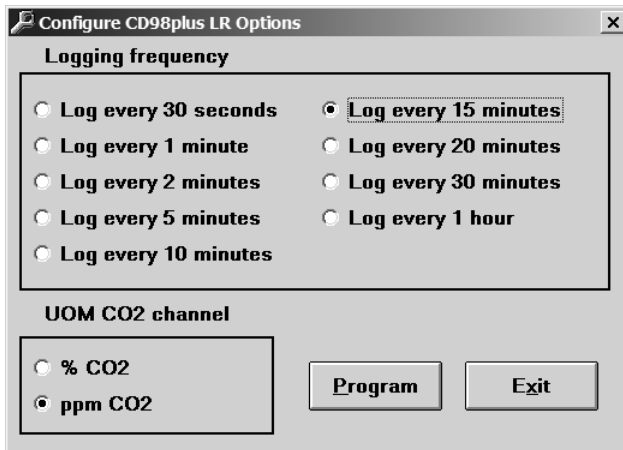 Configure CD98plus LR Options
Logging frequency
Log every 30 seconds
Log every 1 minute
Log every 2 minutes
Log every 5 minutes
Log every 10 minutes
Log every 15 minutes
Log every 20 minutes
Log every 30 minutes
Log every 1 hour
UOM CO2 channel
% CO2
ppm CO2
Program
Exit